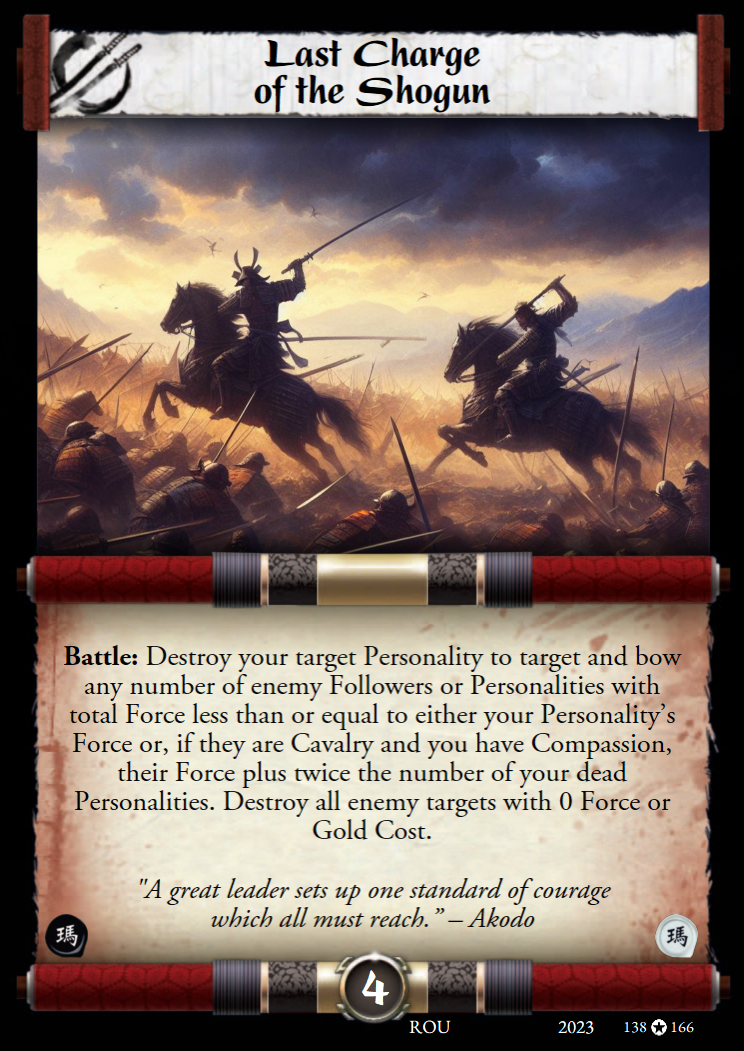 Last Charge
of the Shogun
Battle: Destroy your target Personality to target and bow
any number of enemy Followers or Personalities with
total Force less than or equal to either your Personality's
Force or, if they are Cavalry and you have Compassion,
their Force plus twice the number of your dead
Personalities. Destroy all enemy targets with 0 Force or
Gold Cost.
"A great leader sets up one standard of courage
which all must reach.” – Akodo
瑪 瑪
4
ROU 2023 138 166